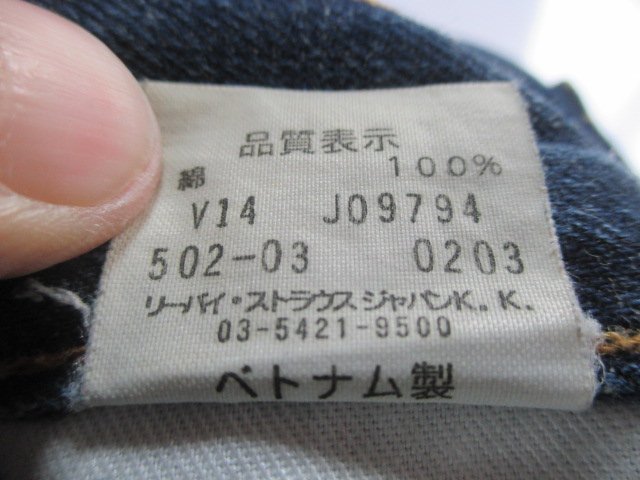 品質表示
綿 100%
V14 J09794
502-03 0203
リーバイ・ストラウスジャパンK.K.
03-5421-9500
ベトナム製